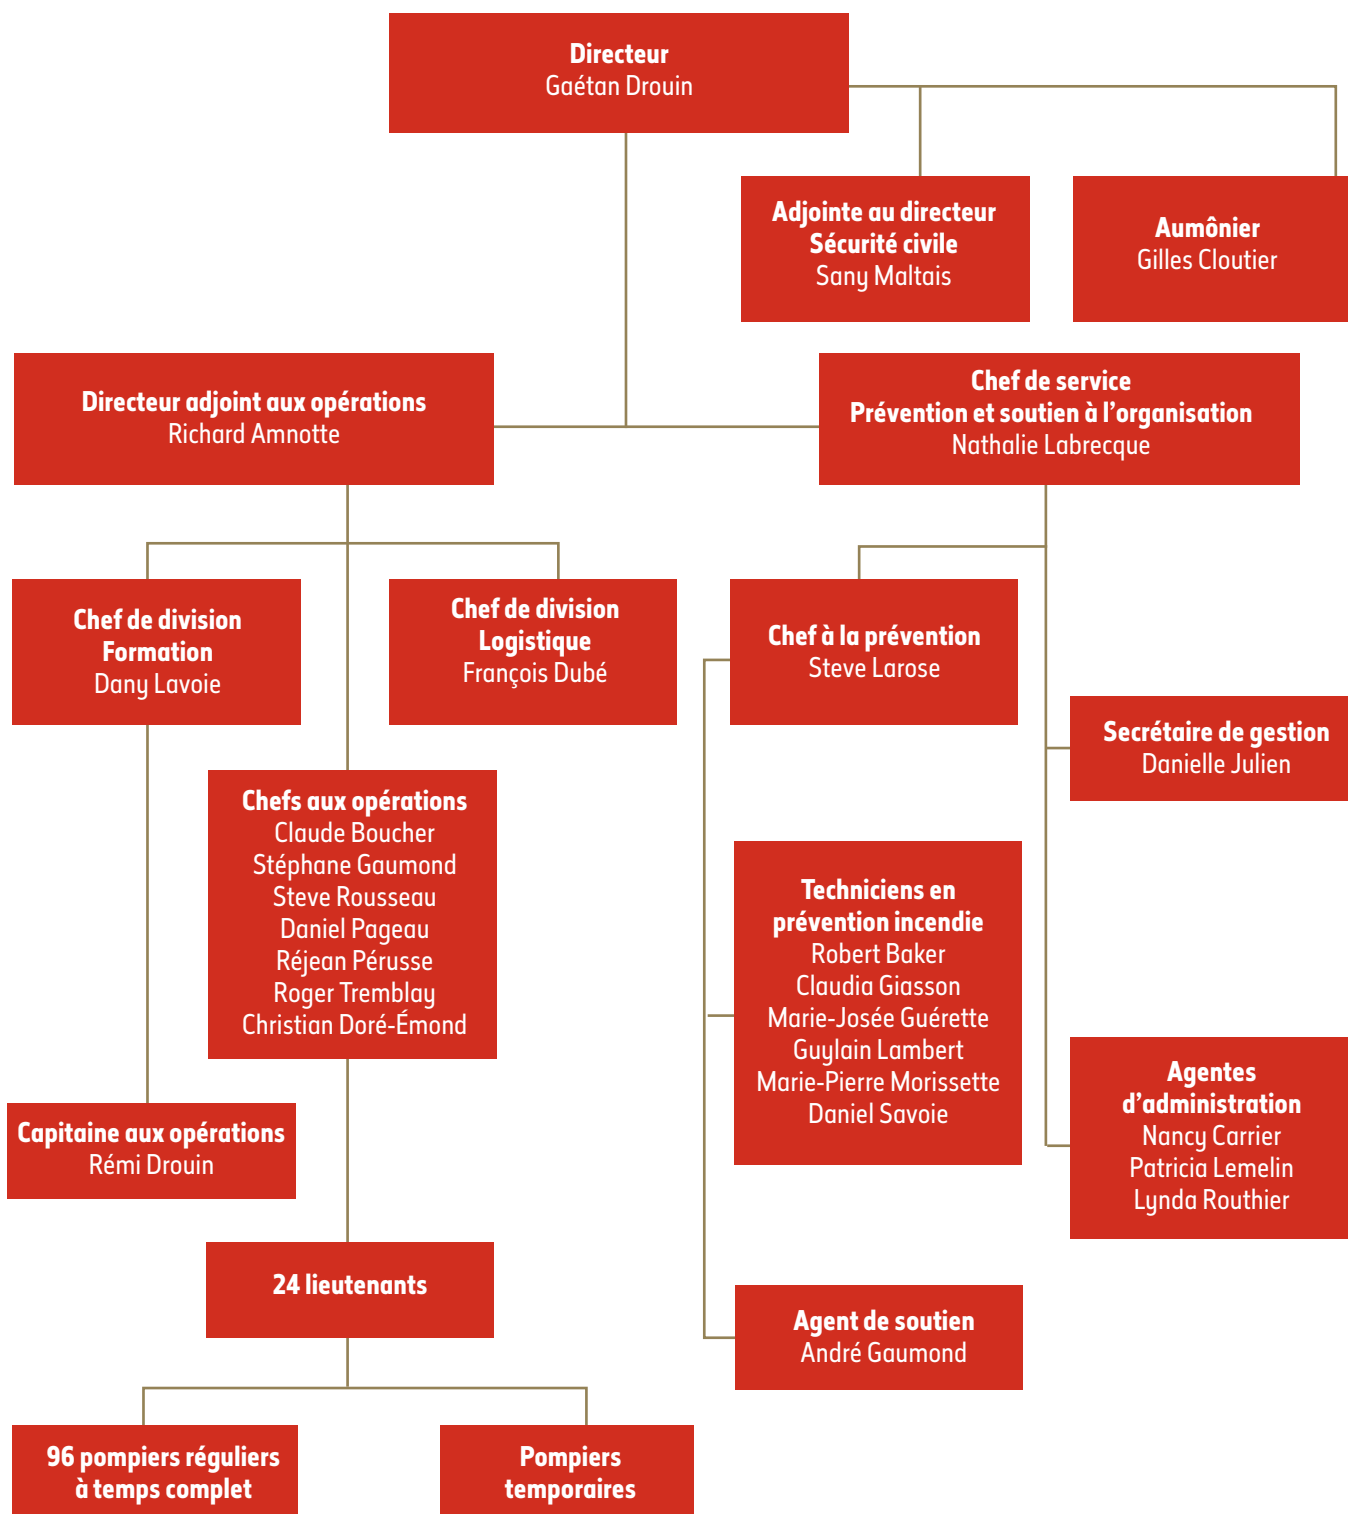 Directeur
Gaétan Drouin
Adjointe au directeur
Sécurité civile
Sany Maltais
Aumônier
Gilles Cloutier
Directeur adjoint aux opérations
Richard Amnotte
Chef de service
Prévention et soutien à l’organisation
Nathalie Labrecque
Chef de division
Formation
Dany Lavoie
Chef de division
Logistique
François Dubé
Chef à la prévention
Steve Larose
Secrétaire de gestion
Danielle Julien
Chefs aux opérations
Claude Boucher
Stéphane Gaumond
Steve Rousseau
Daniel Pageau
Réjean Pérusse
Roger Tremblay
Christian Doré-Émond
Techniciens en
prévention incendie
Robert Baker
Claudia Giasson
Marie-Josée Guérette
Guylain Lambert
Marie-Pierre Morissette
Daniel Savoie
Agentes
d’administration
Nancy Carrier
Patricia Lemelin
Lynda Routhier
Capitaine aux opérations
Rémi Drouin
24 lieutenants
Agent de soutien
André Gaumond
96 pompiers réguliers
à temps complet
Pompiers
temporaires